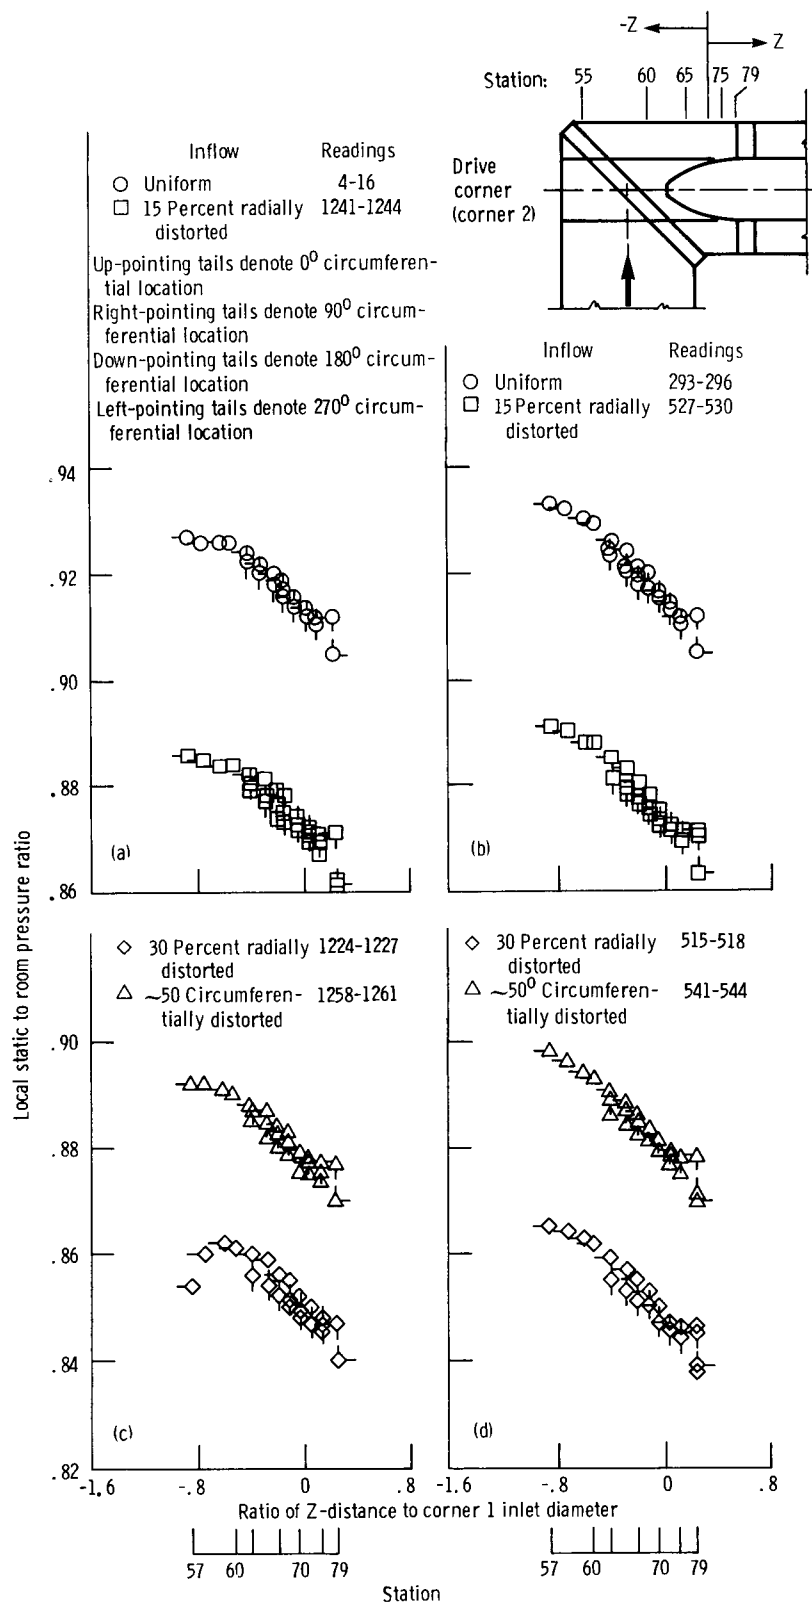 -Z
Z
Station: 55 60 65 75 79
Drive
corner
(corner 2)
Inflow Readings
Uniform 4-16
15 Percent radially 1241-1244
distorted
Up-pointing tails denote 0⁰ circumferen-
tial location
Right-pointing tails denote 90⁰ circum-
ferential location
Down-pointing tails denote 180⁰ circum-
ferential location
Left-pointing tails denote 270⁰ circum-
ferential location
Inflow Readings
Uniform 293-296
15 Percent radially 527-530
distorted
.94
.92
.90
.88
.86
(a)
(b)
Local static to room pressure ratio
30 Percent radially 1224-1227
distorted
~50 Circumferen- 1258-1261
tially distorted
30 Percent radially 515-518
distorted
~50⁰ Circumferen- 541-544
tially distorted
.90
.88
.86
.84
.82
(c)
(d)
-1.6 -.8 0 .8
-1.6 -.8 0 .8
Ratio of Z-distance to corner 1 inlet diameter
57 60 70 79
57 60 70 79
Station